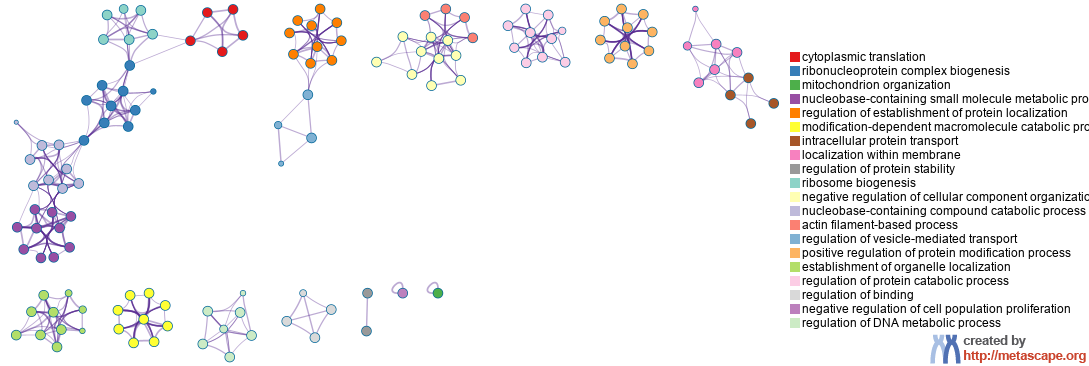 cytoplasmic translation
ribonucleoprotein complex biogenesis
mitochondrion organization
nucleobase-containing small molecule metabolic pro
regulation of establishment of protein localization
modification-dependent macromolecule catabolic pro
intracellular protein transport
localization within membrane
regulation of protein stability
ribosome biogenesis
negative regulation of cellular component organizatio
nucleobase-containing compound catabolic process
actin filament-based process
regulation of vesicle-mediated transport
positive regulation of protein modification process
establishment of organelle localization
regulation of protein catabolic process
regulation of binding
negative regulation of cell population proliferation
regulation of DNA metabolic process
created by
http://metascape.org